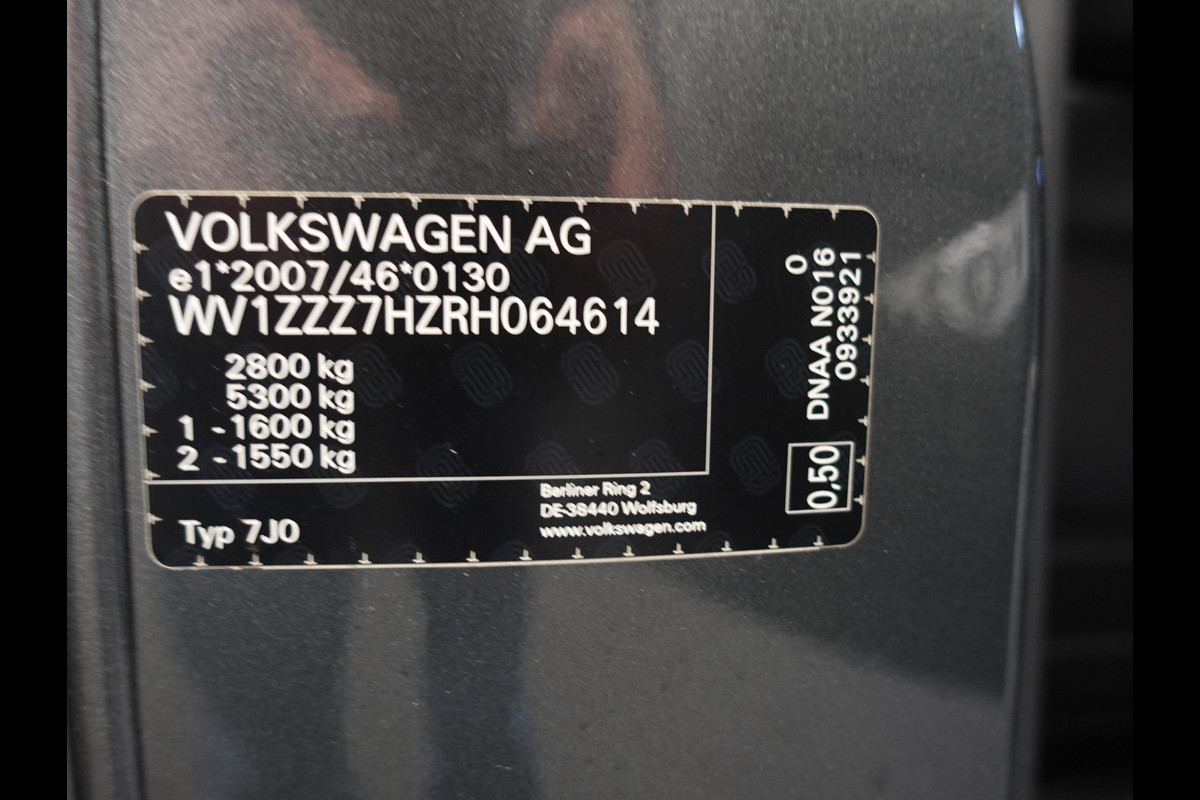 VOLKSWAGEN AG
e1*2007/46*0130
WV1ZZZ7HZRH064614
2800 kg
5300 kg
1 - 1600 kg
2 - 1550 kg
Typ 7J0
Berliner Ring 2
DE-38440 Wolfsburg
www.volkswagen.com
0
DNAA N016
0933921
0,50